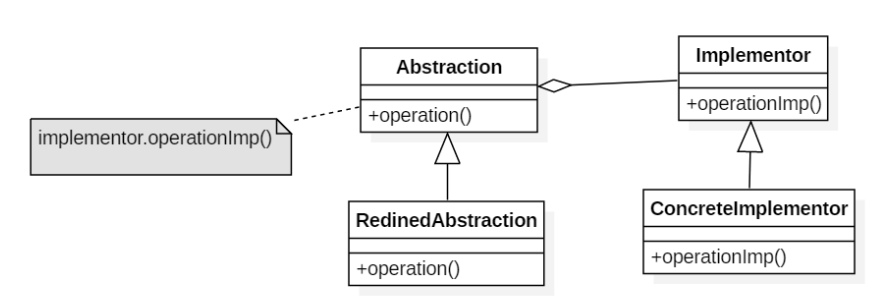 Abstraction
+operation()
Implementor
+operationImp()
implementor.operationImp()
RedinedAbstraction
+operation()
ConcreteImplementor
+operationImp()